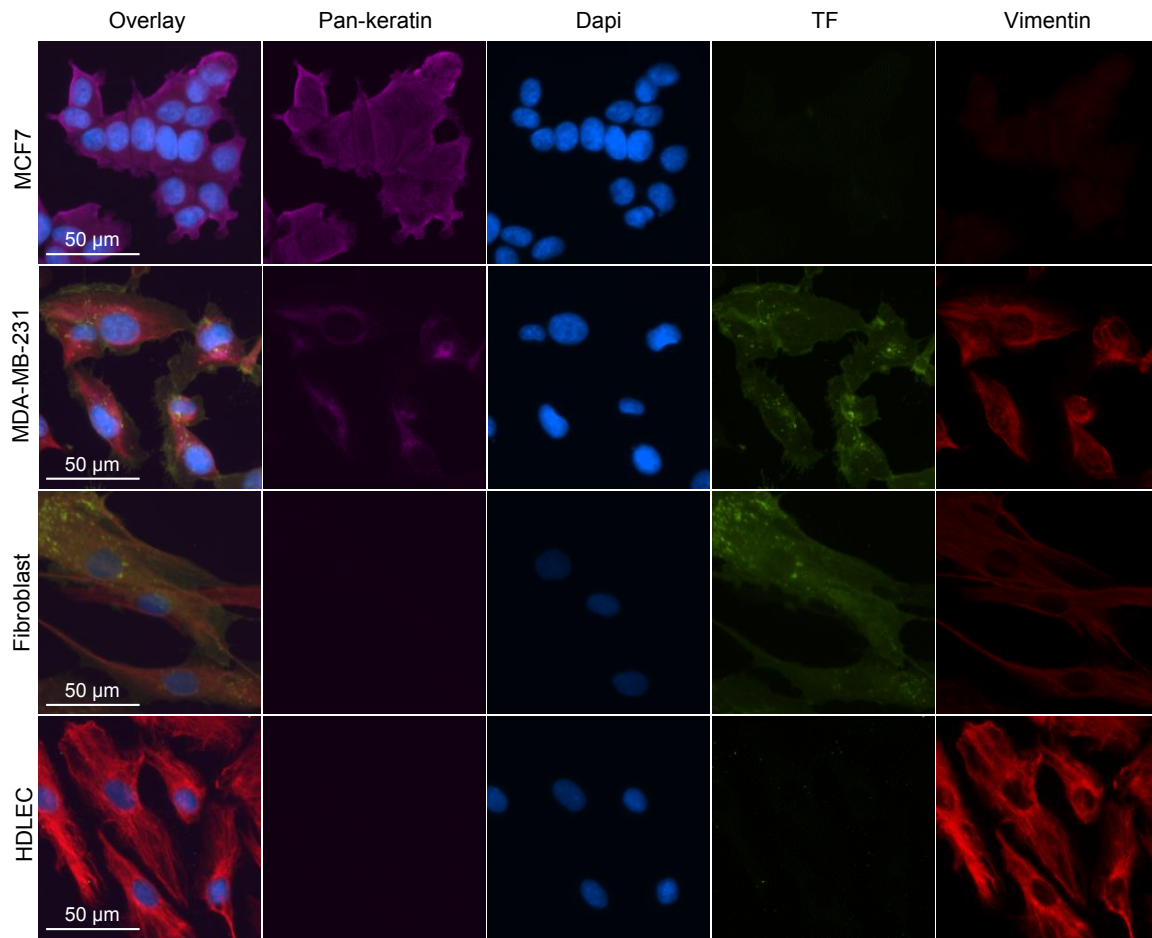 Overlay Pan-keratin Dapi TF Vimentin
MCF7
50 µm
MDA-MB-231
50 µm
Fibroblast
50 µm
HDLEC
50 µm